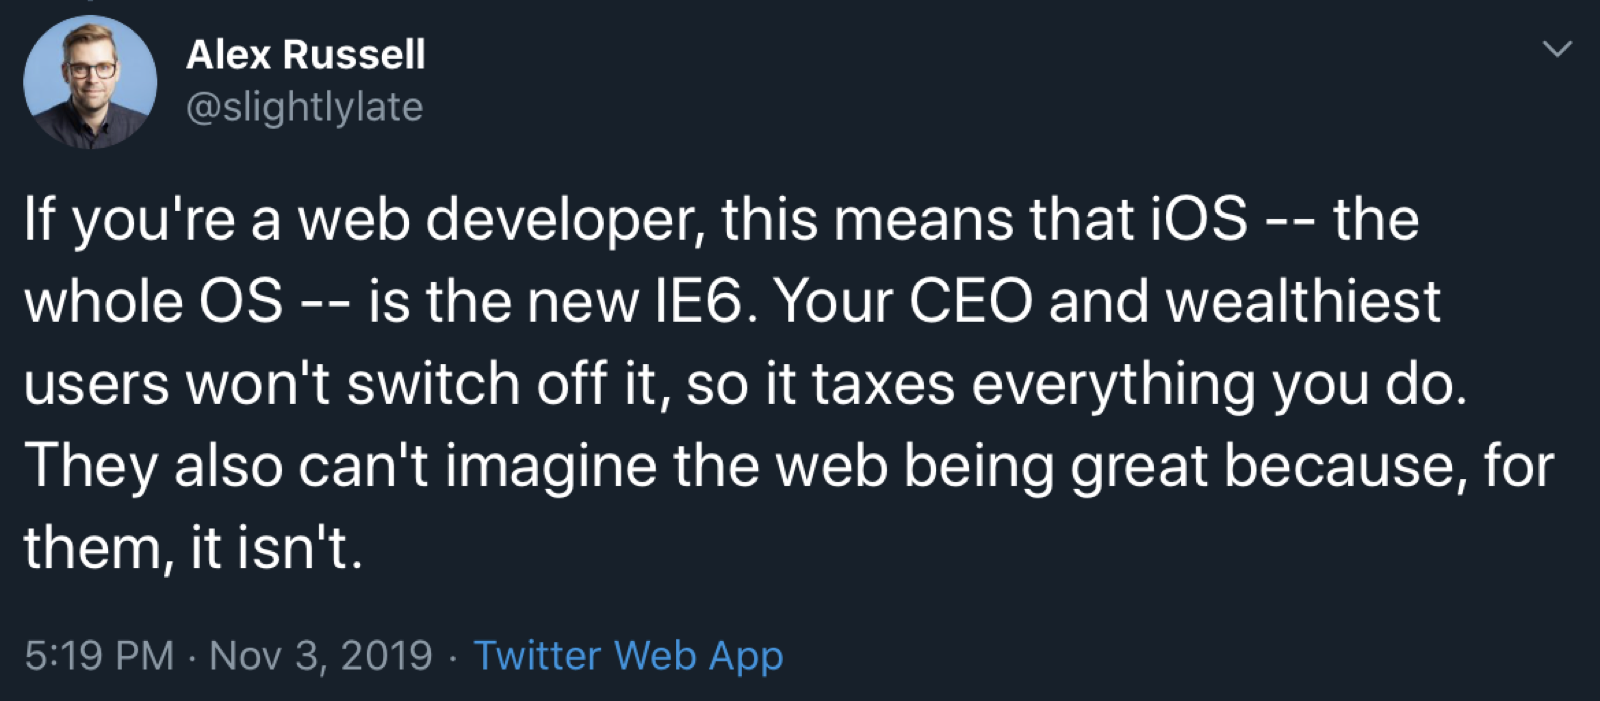 Alex Russell
@slightlylate
If you're a web developer, this means that iOS -- the
whole OS -- is the new IE6. Your CEO and wealthiest
users won't switch off it, so it taxes everything you do.
They also can't imagine the web being great because, for
them, it isn't.
5:19 PM · Nov 3, 2019 · Twitter Web App